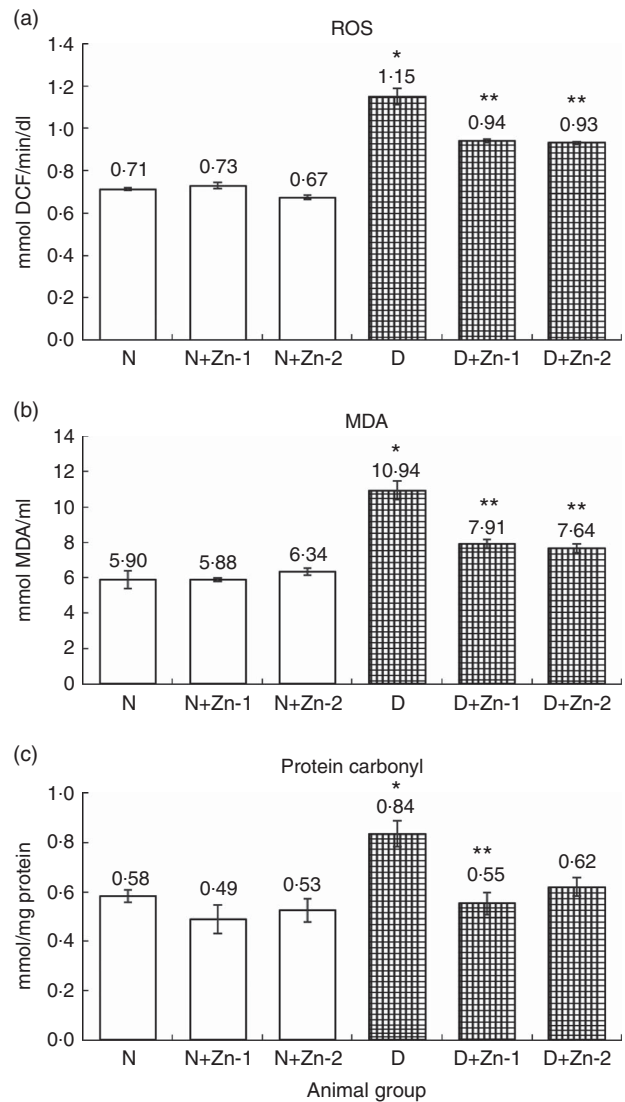 (a)
ROS
mmol DCF/min/dl
1·4
1·2
1·0
0·8
0·6
0·4
0·2
0·0
0·71
0·73
0·67
*
1·15
**
0·94
**
0·93
N
N+Zn-1
N+Zn-2
D
D+Zn-1
D+Zn-2
(b)
MDA
mmol MDA/ml
14
12
10
8
6
4
2
0
5·90
5·88
6·34
*
10·94
**
7·91
**
7·64
N
N+Zn-1
N+Zn-2
D
D+Zn-1
D+Zn-2
(c)
Protein carbonyl
mmol/mg protein
1·0
0·8
0·6
0·4
0·2
0·0
0·58
0·49
0·53
*
0·84
**
0·55
0·62
N
N+Zn-1
N+Zn-2
D
D+Zn-1
D+Zn-2
Animal group